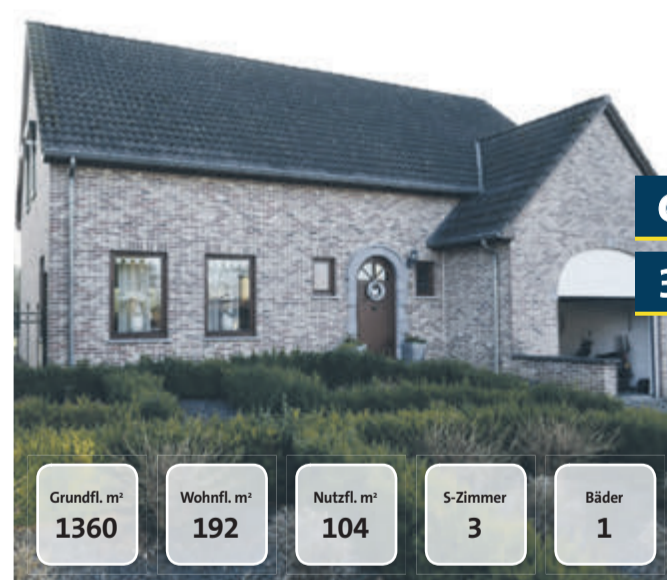 Grundfl. m²
1360
Wohnfl. m²
192
Nutzfl. m²
104
S-Zimmer
3
Bäder
1